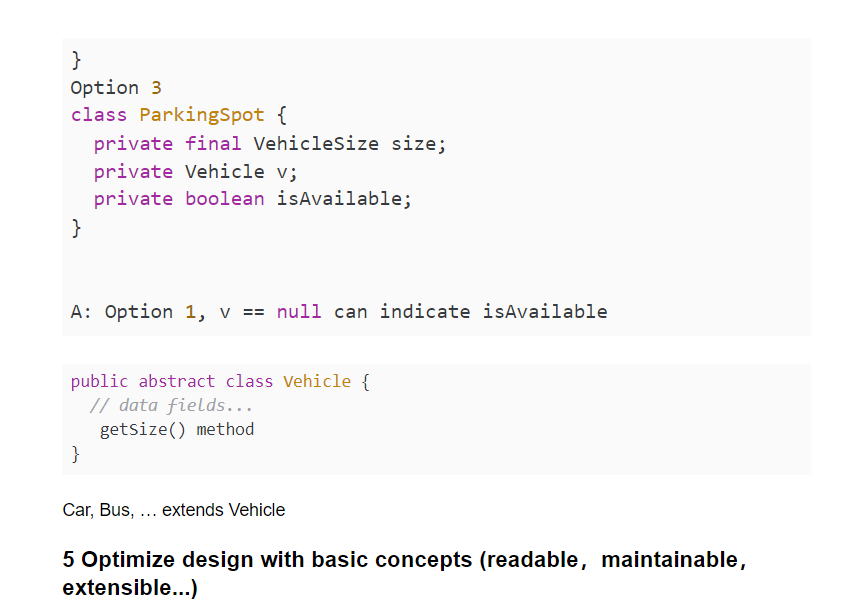 }
Option 3
class ParkingSpot {
  private final VehicleSize size;
  private Vehicle v;
  private boolean isAvailable;
}
A: Option 1, v == null can indicate isAvailable
public abstract class Vehicle {
  // data fields...
   getSize() method
}
Car, Bus, … extends Vehicle
5 Optimize design with basic concepts (readable，maintainable，
extensible...)